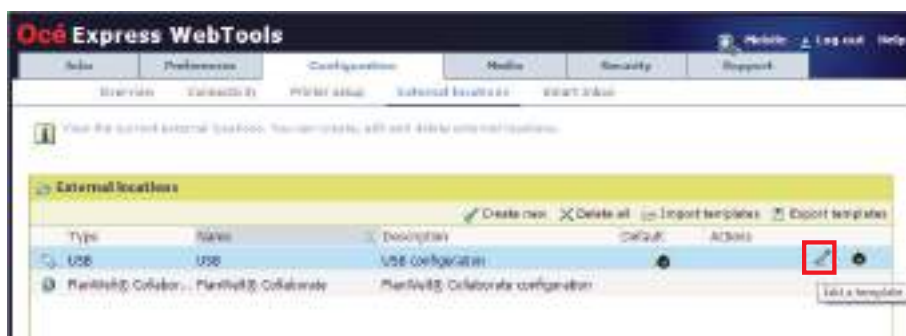 Océ Express WebTools
Mobile Log out Help
Jobs Preferences Configuration Media Security Support
Overview Connectivity Printer setup External locations Smart Inbox
View the current external locations. You can create, edit and delete external locations.
External locations
Create new Delete all Import templates Export templates
Type Name Description Default Actions
USB USB USB configuration
PlanWell® Collabor... PlanWell® Collaborate PlanWell® Collaborate configuration
Edit a template